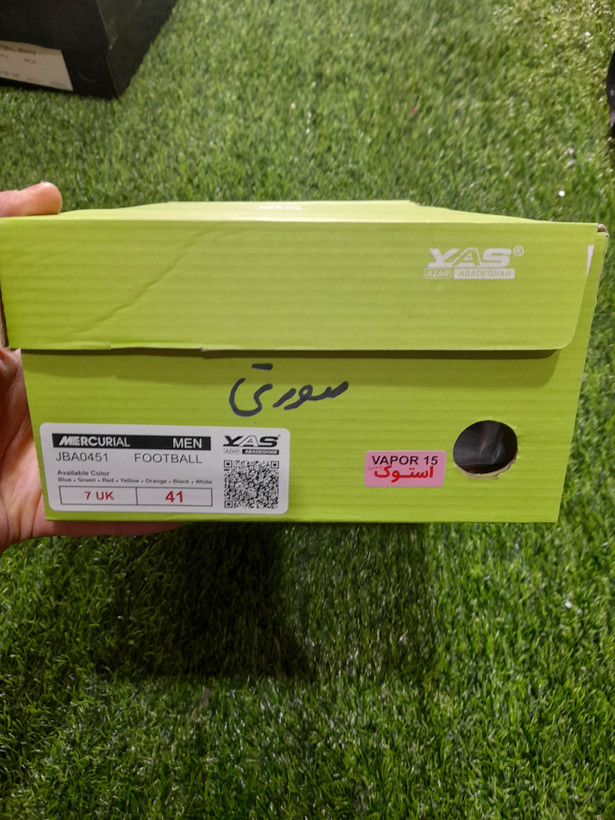 YAS®
AZAR ABADEGHAN
صورتی
MERCURIAL MEN
YAS®
AZAR ABADEGHAN
JBA0451 FOOTBALL
Available Color
Blue • Green • Red • Yellow • Orange • Black • White
7 UK 41
VAPOR 15
استوک